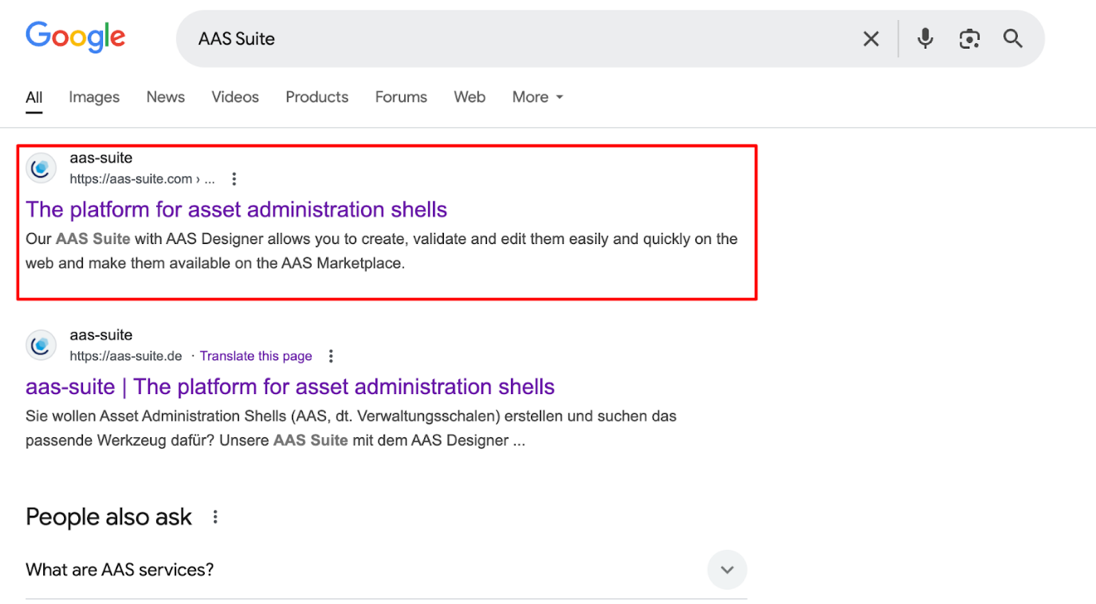 Google
AAS Suite
All Images News Videos Products Forums Web More
aas-suite
https://aas-suite.com › ...
The platform for asset administration shells
Our AAS Suite with AAS Designer allows you to create, validate and edit them easily and quickly on the
web and make them available on the AAS Marketplace.
aas-suite
https://aas-suite.de · Translate this page
aas-suite | The platform for asset administration shells
Sie wollen Asset Administration Shells (AAS, dt. Verwaltungsschalen) erstellen und suchen das
passende Werkzeug dafür? Unsere AAS Suite mit dem AAS Designer ...
People also ask
What are AAS services?